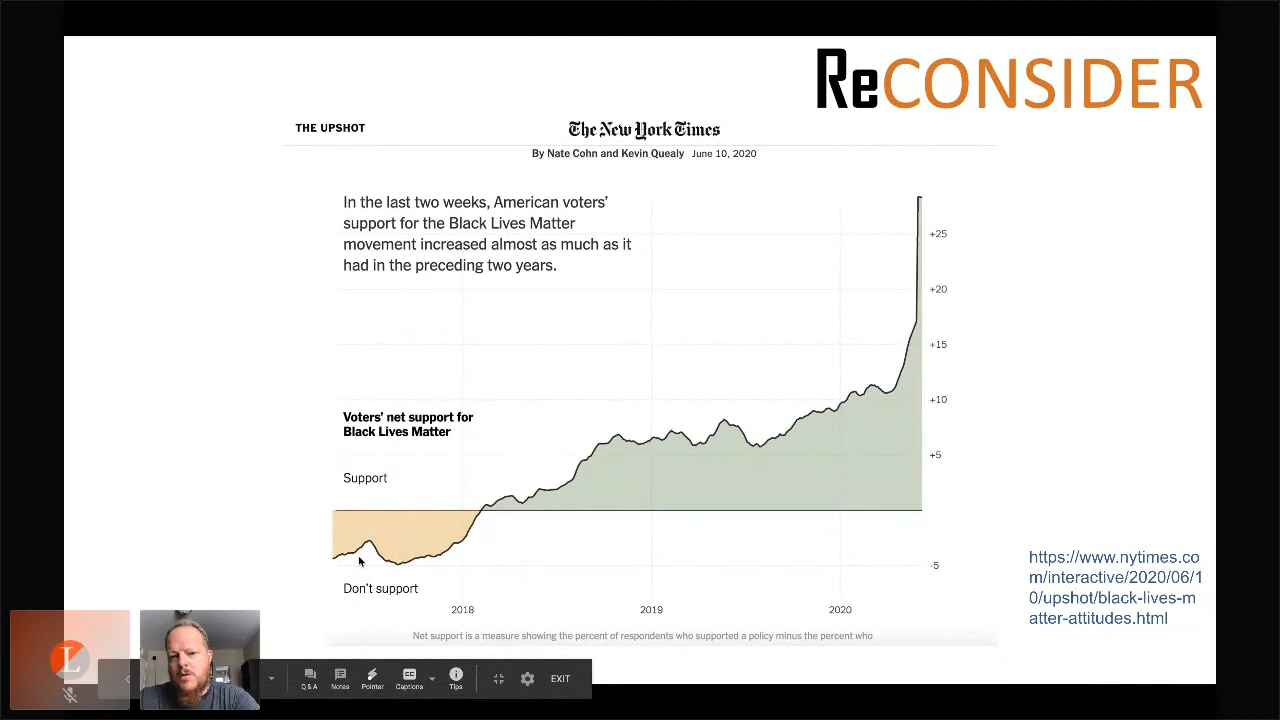 ReCONSIDER
THE UPSHOT
The New York Times
By Nate Cohn and Kevin Quealy June 10, 2020
In the last two weeks, American voters’
support for the Black Lives Matter
movement increased almost as much as it
had in the preceding two years.
+25
+20
+15
+10
+5
-5
Voters’ net support for
Black Lives Matter
Support
Don’t support
2018
2019
2020
Net support is a measure showing the percent of respondents who supported a policy minus the percent who
https://www.nytimes.co
m/interactive/2020/06/1
0/upshot/black-lives-m
atter-attitudes.html
L
Q & A
Notes
Pointer
Captions
Tips
EXIT